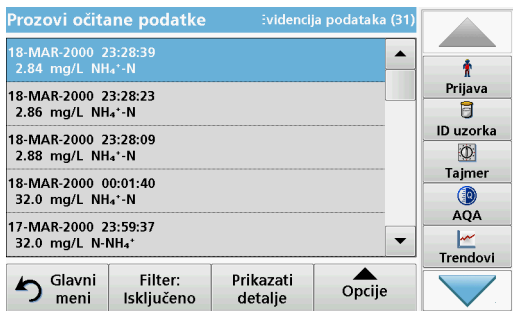 Prozovi očitane podatke
Evidencija podataka (31)
18-MAR-2000 23:28:39
2.84 mg/L NH₄⁺-N
18-MAR-2000 23:28:23
2.86 mg/L NH₄⁺-N
18-MAR-2000 23:28:09
2.88 mg/L NH₄⁺-N
18-MAR-2000 00:01:40
32.0 mg/L NH₄⁺-N
17-MAR-2000 23:59:37
32.0 mg/L N-NH₄⁺
Glavni
meni
Filter:
Isključeno
Prikazati
detalje
Opcije
Prijava
ID uzorka
Tajmer
AQA
Trendovi